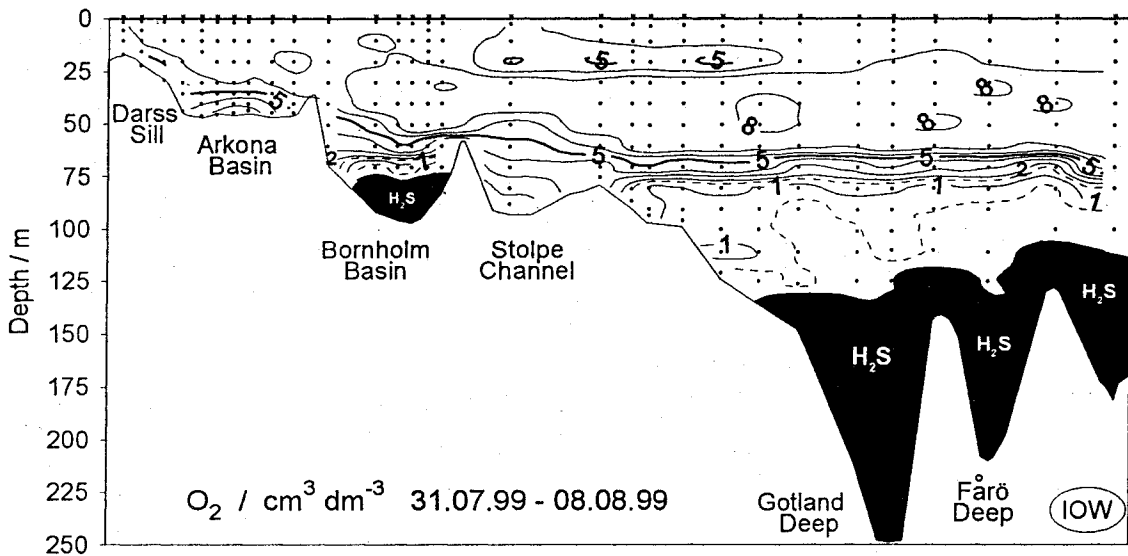 0
25
50
75
100
125
150
175
200
225
250
Depth / m
Darss
Sill
Arkona
Basin
Bornholm
Basin
Stolpe
Channel
Gotland
Deep
Fårö
Deep
H₂S
H₂S
H₂S
H₂S
5
5
5
5
5
5
5
8
8
8
8
2
2
1
1
1
1
1
O₂ / cm³ dm⁻³ 31.07.99 - 08.08.99
IOW